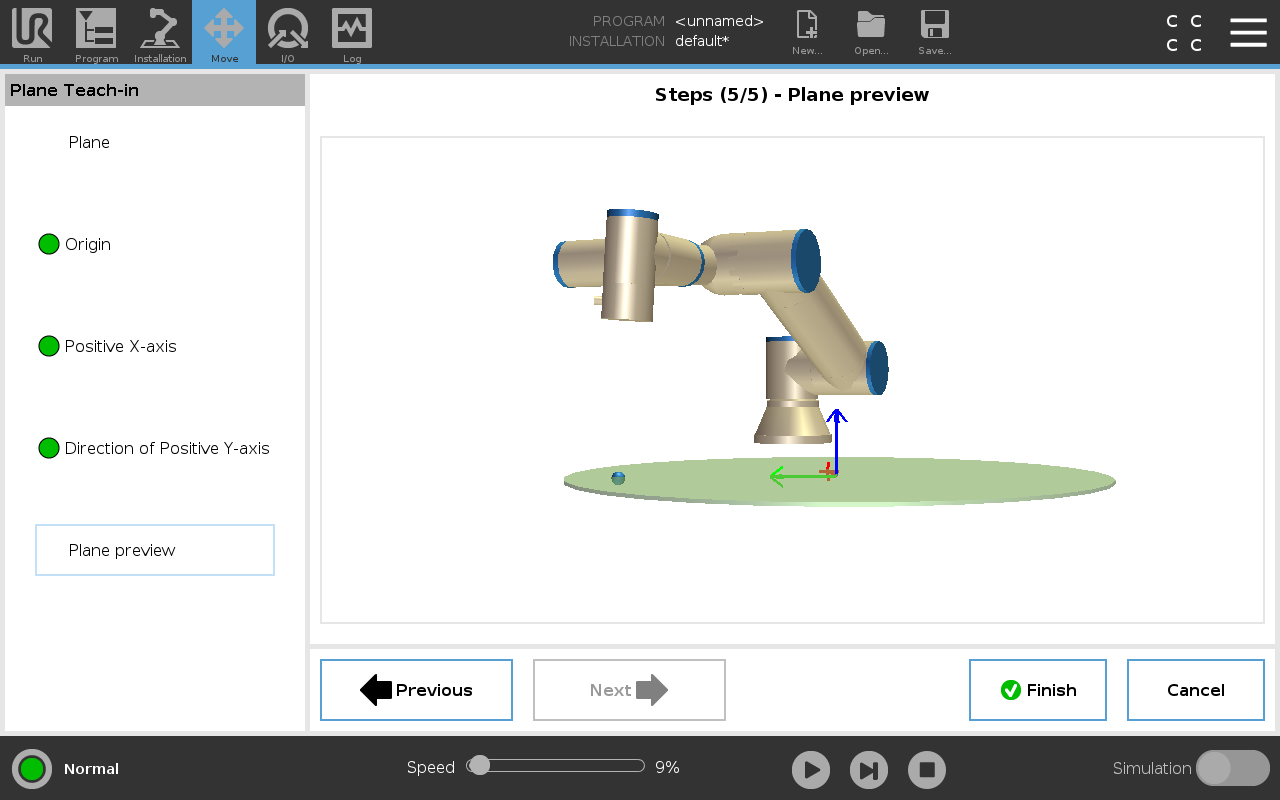 PROGRAM <unnamed>
INSTALLATION default*
C C
C C
Run Program Installation Move I/O Log New... Open... Save...
Plane Teach-in
Steps (5/5) - Plane preview
Plane
Origin
Positive X-axis
Direction of Positive Y-axis
Plane preview
Previous Next Finish Cancel
Normal Speed 9% Simulation